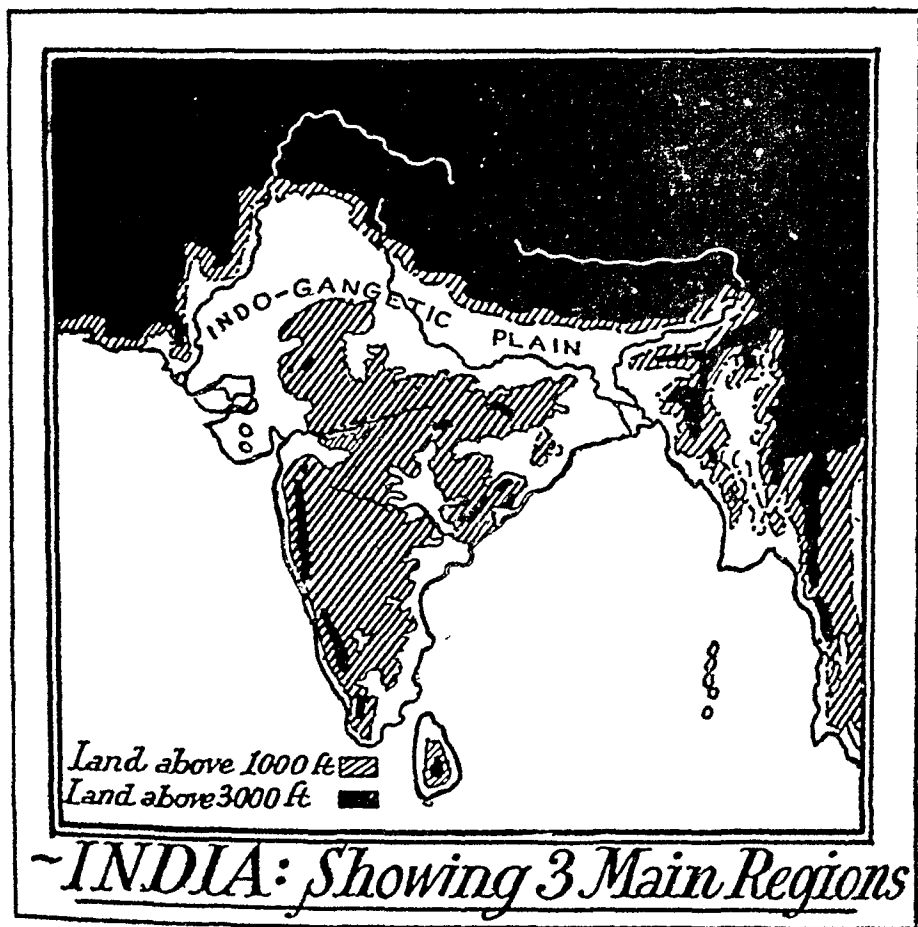 INDO-GANGETIC PLAIN
Land above 1000 ft
Land above 3000 ft
~INDIA: Showing 3 Main Regions